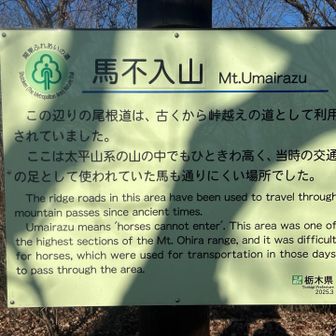 関東ふれあいの道
馬不入山 Mt.Umairazu
この辺りの尾根道は、古くから峠越えの道として利用
されていました。
ここは太平山系の山の中でもひときわ高く、当時の交通
の足として使われていた馬も通りにくい場所でした。
The ridge roads in this area have been used to travel through
mountain passes since ancient times.
Umairazu means 'horses cannot enter'. This area was one of
the highest sections of the Mt. Ohira range, and it was difficult
for horses, which were used for transportation in those days
to pass through the area.
栃木県
Tochigi Prefecture
2025.3